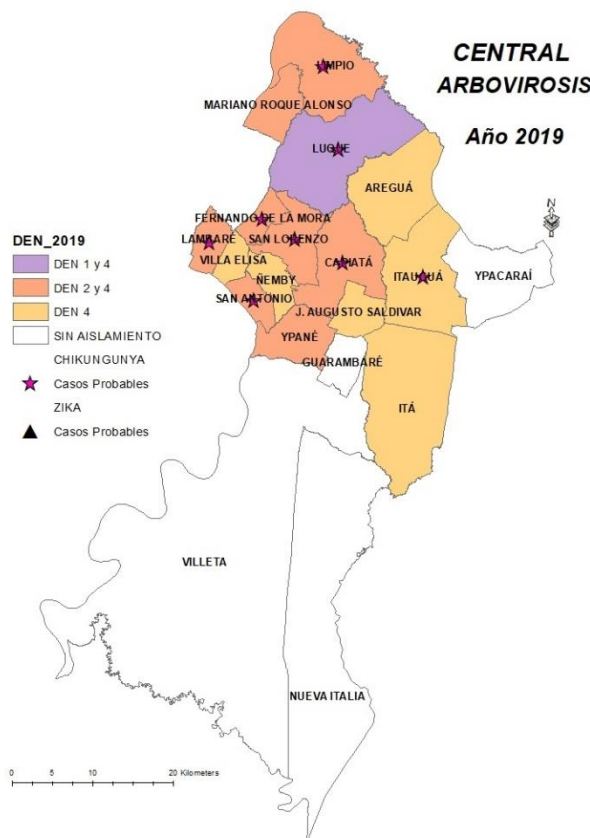 CENTRAL
ARBOVIROSIS
Año 2019
LIMPIO
MARIANO ROQUE ALONSO
LUQUE
AREGUÁ
N
FERNANDO DE LA MORA
LAMBARÉ
SAN LORENZO
VILLA ELISA
CAPIATÁ
ITAUGUÁ
YPACARAÍ
ÑEMBY
SAN ANTONIO
J. AUGUSTO SALDIVAR
YPANÉ
GUARAMBARÉ
ITÁ
VILLETA
NUEVA ITALIA
DEN_2019
DEN 1 y 4
DEN 2 y 4
DEN 4
SIN AISLAMIENTO
CHIKUNGUNYA
Casos Probables
ZIKA
Casos Probables
0 5 10 20 Kilometers